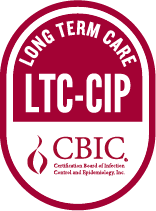 LONG TERM CARE
LTC-CIP
CBIC®
Certification Board of Infection
Control and Epidemiology, Inc.